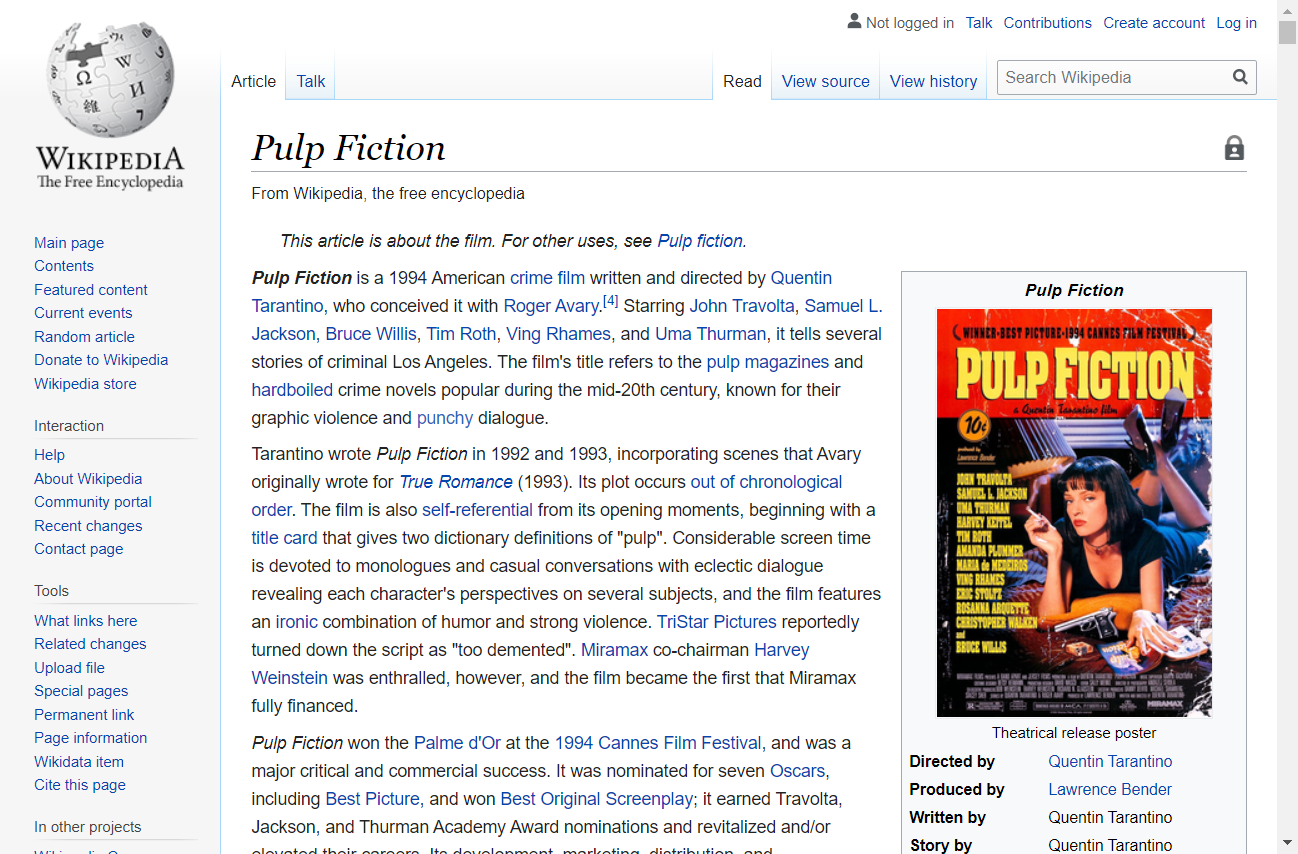 Not logged in Talk Contributions Create account Log in
Article Talk Read View source View history Search Wikipedia
WIKIPEDIA
The Free Encyclopedia
Main page
Contents
Featured content
Current events
Random article
Donate to Wikipedia
Wikipedia store
Interaction
Help
About Wikipedia
Community portal
Recent changes
Contact page
Tools
What links here
Related changes
Upload file
Special pages
Permanent link
Page information
Wikidata item
Cite this page
In other projects
Pulp Fiction
From Wikipedia, the free encyclopedia
This article is about the film. For other uses, see Pulp fiction.
Pulp Fiction is a 1994 American crime film written and directed by Quentin
Tarantino, who conceived it with Roger Avary.[4] Starring John Travolta, Samuel L.
Jackson, Bruce Willis, Tim Roth, Ving Rhames, and Uma Thurman, it tells several
stories of criminal Los Angeles. The film's title refers to the pulp magazines and
hardboiled crime novels popular during the mid-20th century, known for their
graphic violence and punchy dialogue.
Tarantino wrote Pulp Fiction in 1992 and 1993, incorporating scenes that Avary
originally wrote for True Romance (1993). Its plot occurs out of chronological
order. The film is also self-referential from its opening moments, beginning with a
title card that gives two dictionary definitions of "pulp". Considerable screen time
is devoted to monologues and casual conversations with eclectic dialogue
revealing each character's perspectives on several subjects, and the film features
an ironic combination of humor and strong violence. TriStar Pictures reportedly
turned down the script as "too demented". Miramax co-chairman Harvey
Weinstein was enthralled, however, and the film became the first that Miramax
fully financed.
Pulp Fiction won the Palme d'Or at the 1994 Cannes Film Festival, and was a
major critical and commercial success. It was nominated for seven Oscars,
including Best Picture, and won Best Original Screenplay; it earned Travolta,
Jackson, and Thurman Academy Award nominations and revitalized and/or
elevated their careers. Its development, marketing, distribution, and
Pulp Fiction
WINNER-BEST PICTURE-1994 CANNES FILM FESTIVAL
PULP FICTION
a Quentin Tarantino film
10¢
produced by
Lawrence Bender
JOHN TRAVOLTA
SAMUEL L. JACKSON
UMA THURMAN
HARVEY KEITEL
TIM ROTH
AMANDA PLUMMER
MARIA de MEDEIROS
VING RHAMES
ERIC STOLTZ
ROSANNA ARQUETTE
CHRISTOPHER WALKEN
and
BRUCE WILLIS
MIRAMAX
Theatrical release poster
Directed by Quentin Tarantino
Produced by Lawrence Bender
Written by Quentin Tarantino
Story by Quentin Tarantino